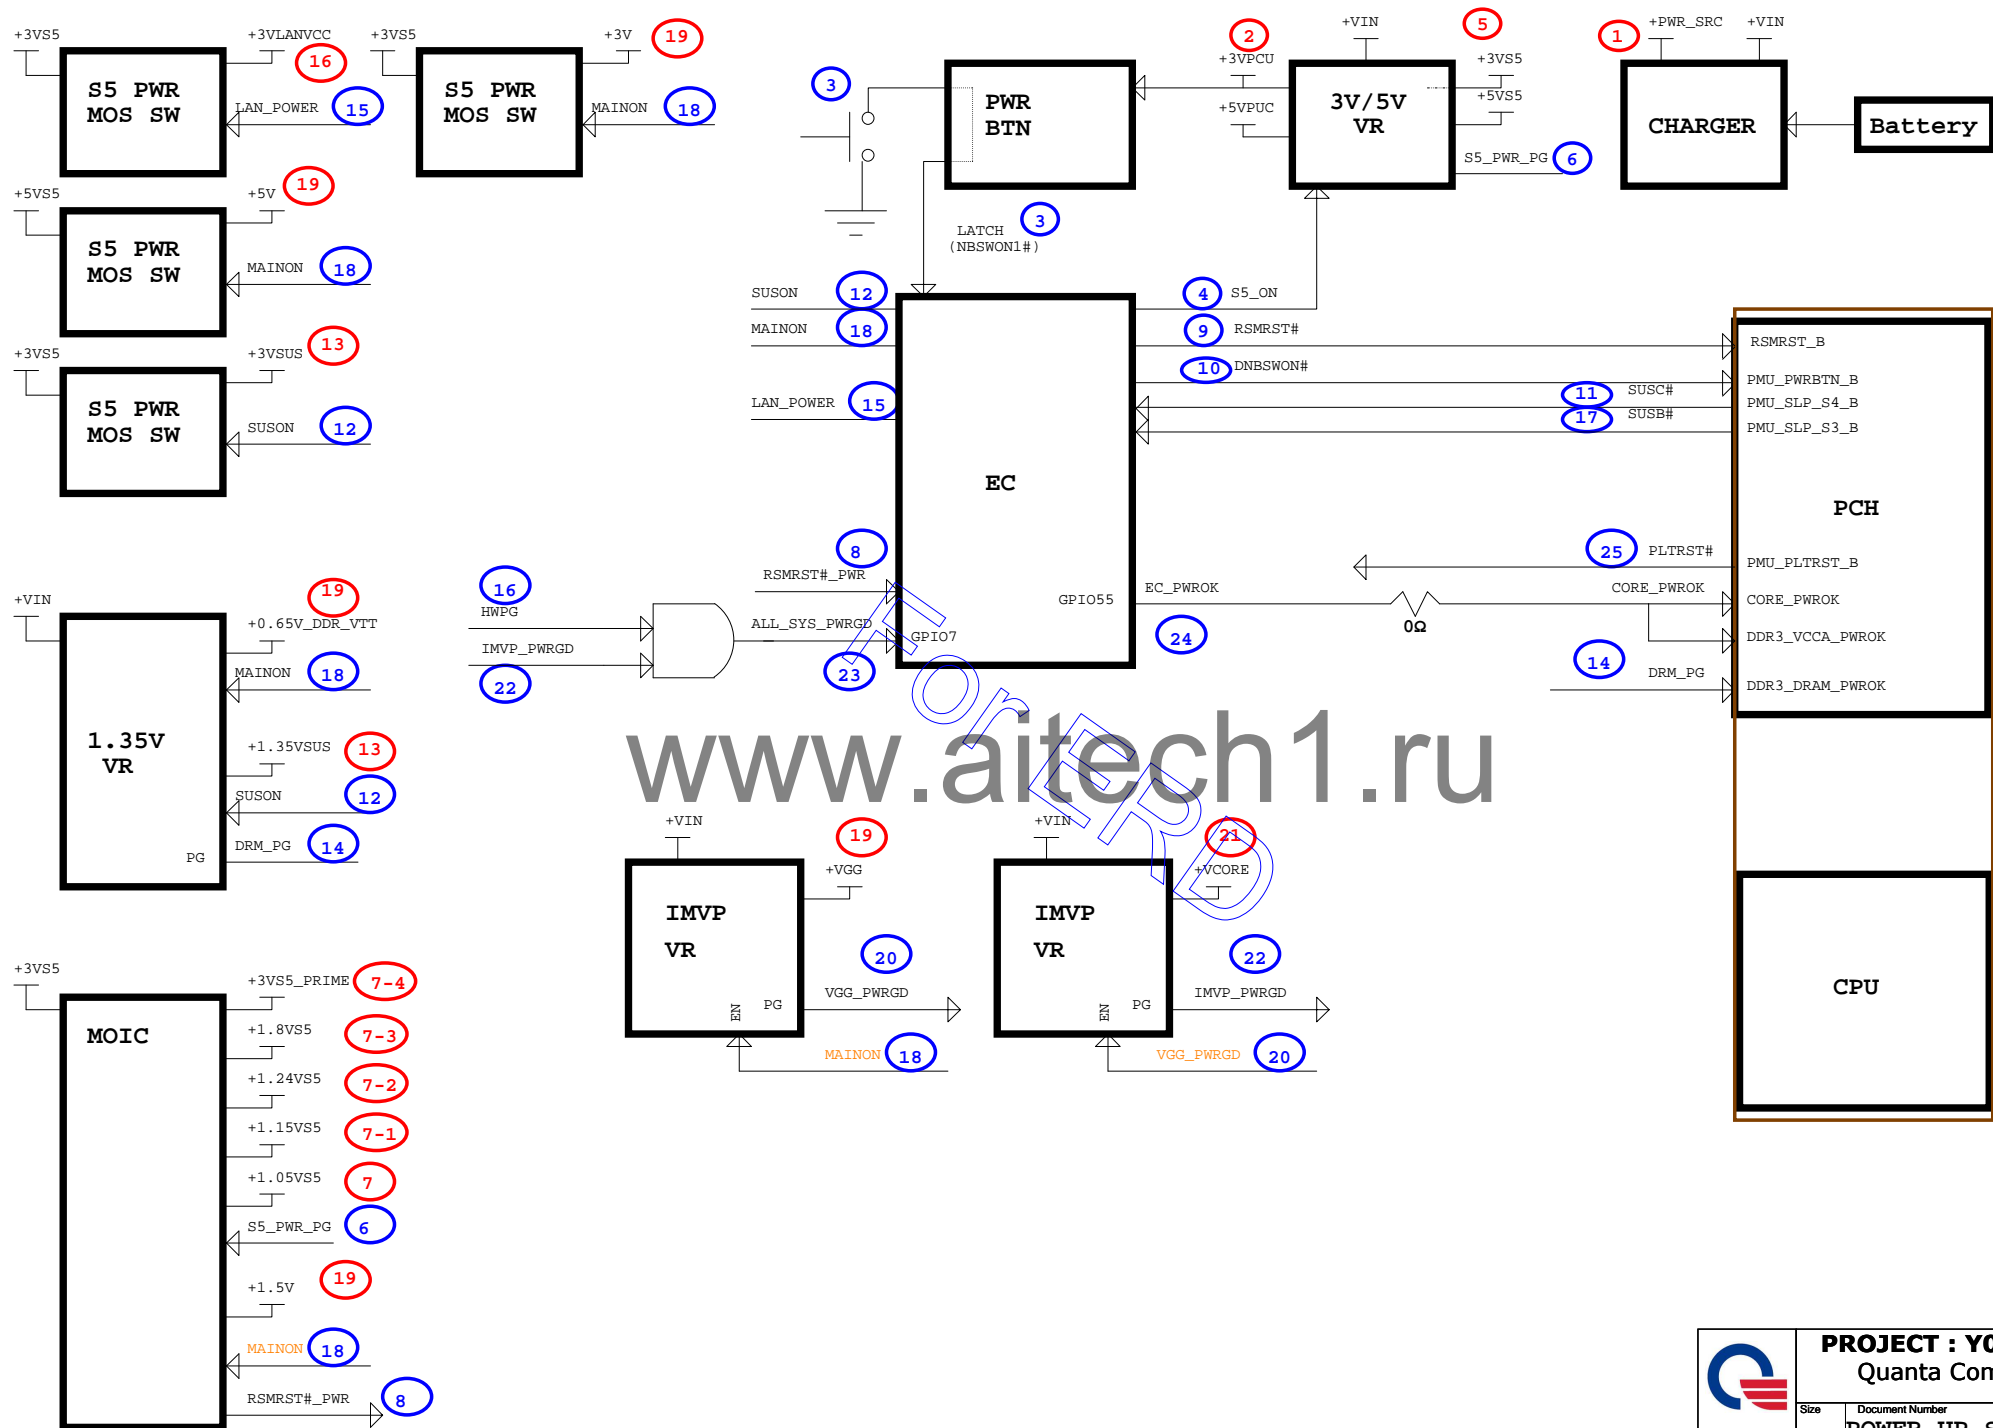 +3VS5
+3VLANVCC
16
S5 PWR
MOS SW
LAN_POWER
15
+3VS5
+3V
19
S5 PWR
MOS SW
MAINON
18
3
PWR
BTN
LATCH
(NBSWON1#)
3
2
+3VPCU
+5VPUC
+VIN
5
3V/5V
VR
+3VS5
+5VS5
S5_PWR_PG
6
1
+PWR_SRC
+VIN
CHARGER
Battery
+5VS5
+5V
19
S5 PWR
MOS SW
MAINON
18
+3VS5
+3VSUS
13
S5 PWR
MOS SW
SUSON
12
SUSON
12
MAINON
18
LAN_POWER
15
EC
4
S5_ON
9
RSMRST#
10
DNBSWON#
11
SUSC#
17
SUSB#
RSMRST_B
PMU_PWRBTN_B
PMU_SLP_S4_B
PMU_SLP_S3_B
PCH
8
RSMRST#_PWR
16
HWPG
IMVP_PWRGD
22
ALL_SYS_PWRGD
23
GPIO7
GPIO55
EC_PWROK
24
0Ω
25
PLTRST#
CORE_PWROK
14
DRM_PG
PMU_PLTRST_B
CORE_PWROK
DDR3_VCCA_PWROK
DDR3_DRAM_PWROK
+VIN
19
+0.65V_DDR_VTT
MAINON
18
1.35V
VR
+1.35VSUS
13
SUSON
12
DRM_PG
14
PG
For ERD
www.aitech1.ru
+VIN
19
+VGG
IMVP
VR
20
VGG_PWRGD
EN
PG
MAINON
18
+VIN
21
+VCORE
IMVP
VR
22
IMVP_PWRGD
EN
PG
VGG_PWRGD
20
CPU
+3VS5
+3VS5_PRIME
7-4
MOIC
+1.8VS5
7-3
+1.24VS5
7-2
+1.15VS5
7-1
+1.05VS5
7
S5_PWR_PG
6
+1.5V
19
MAINON
18
RSMRST#_PWR
8
PROJECT : Y0
Quanta Com
Size
Document Number
POWER UP S